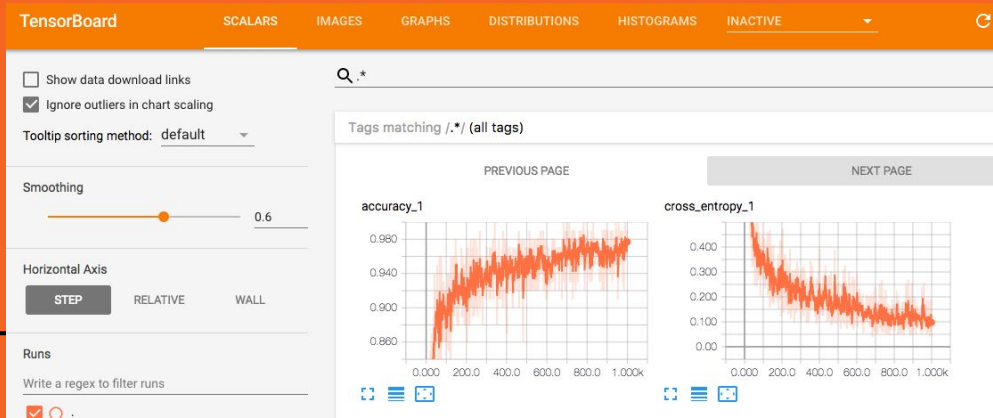 TensorBoard SCALARS IMAGES GRAPHS DISTRIBUTIONS HISTOGRAMS INACTIVE
Show data download links
Ignore outliers in chart scaling
Tooltip sorting method: default
Smoothing
0.6
Horizontal Axis
STEP RELATIVE WALL
Runs
Write a regex to filter runs
.
.*
Tags matching /.*/ (all tags)
PREVIOUS PAGE NEXT PAGE
accuracy_1
0.980
0.940
0.900
0.860
0.000 200.0 400.0 600.0 800.0 1.000k
cross_entropy_1
0.400
0.300
0.200
0.100
0.00
0.000 200.0 400.0 600.0 800.0 1.000k